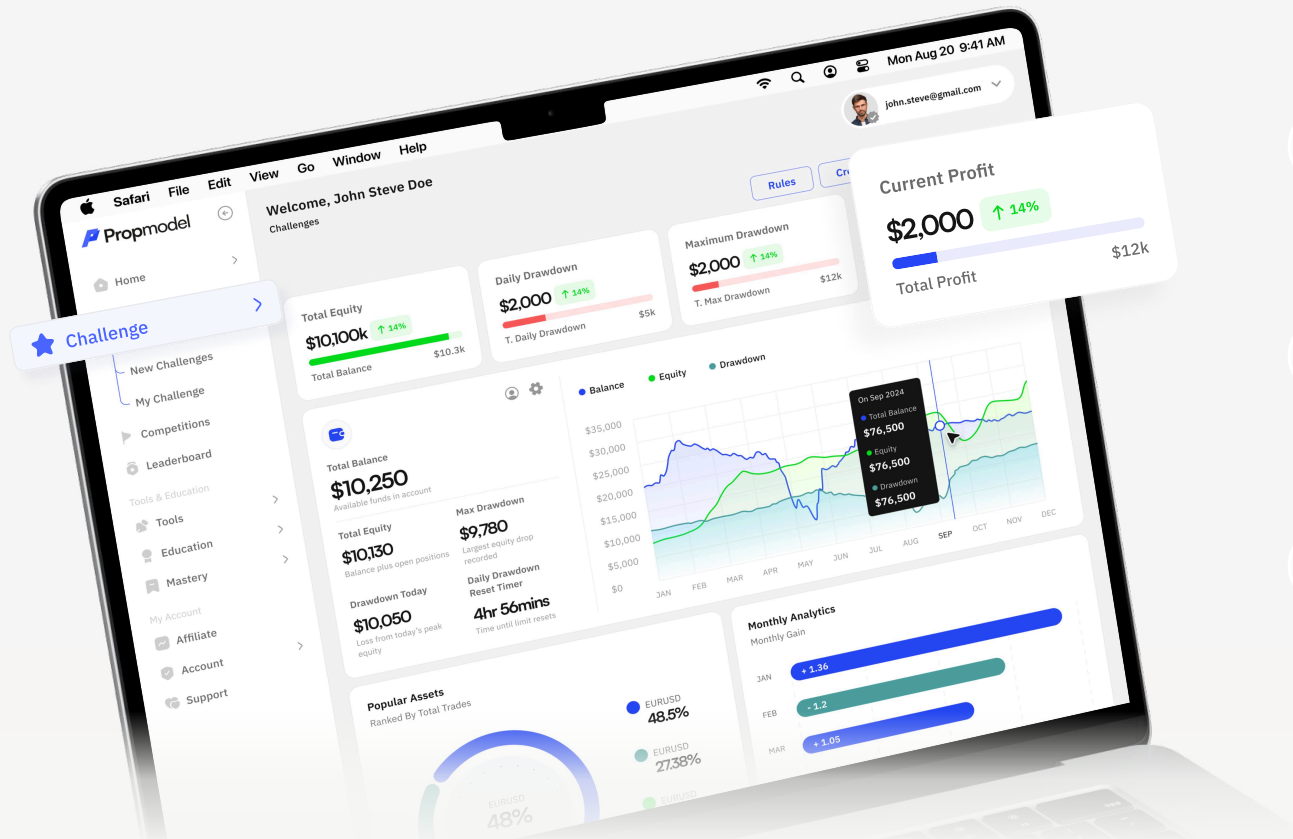 Safari File Edit View Go Window Help
Mon Aug 20 9:41 AM
john.steve@gmail.com
Propmodel
Home
Challenge
New Challenges
My Challenge
Competitions
Leaderboard
Tools & Education
Tools
Education
Mastery
My Account
Affiliate
Account
Support
Welcome, John Steve Doe
Challenges
Rules
Total Equity
$10,100k ↑ 14%
Total Balance $10.3k
Daily Drawdown
$2,000 ↑ 14%
T. Daily Drawdown $5k
Maximum Drawdown
$2,000 ↑ 14%
T. Max Drawdown $12k
Current Profit
$2,000 ↑ 14%
Total Profit $12k
Total Balance
$10,250
Available funds in account
Total Equity
$10,130
Balance plus open positions
Max Drawdown
$9,780
Largest equity drop
recorded
Drawdown Today
$10,050
Loss from today's peak
equity
Daily Drawdown
Reset Timer
4hr 56mins
Time until limit resets
Balance Equity Drawdown
$35,000
$30,000
$25,000
$20,000
$15,000
$10,000
$5,000
$0
JAN FEB MAR APR MAY JUN JUL AUG SEP OCT NOV DEC
On Sep 2024
Total Balance
$76,500
Equity
$76,500
Drawdown
$76,500
Popular Assets
Ranked By Total Trades
EURUSD
48%
EURUSD
48.5%
EURUSD
27.38%
EURUSD
Monthly Analytics
Monthly Gain
JAN + 1.36
FEB - 1.2
MAR + 1.05